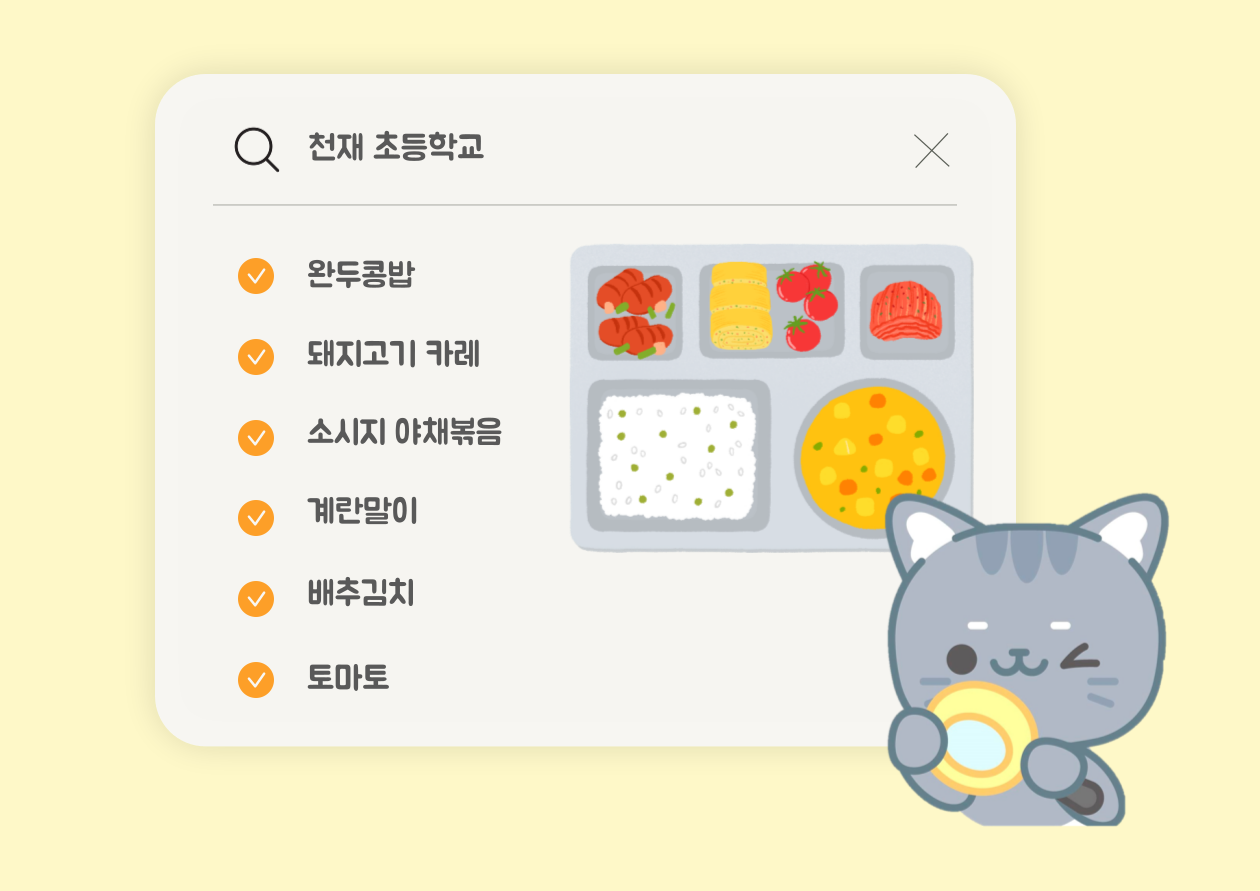 천재 초등학교
완두콩밥
돼지고기 카레
소시지 야채볶음
계란말이
배추김치
토마토